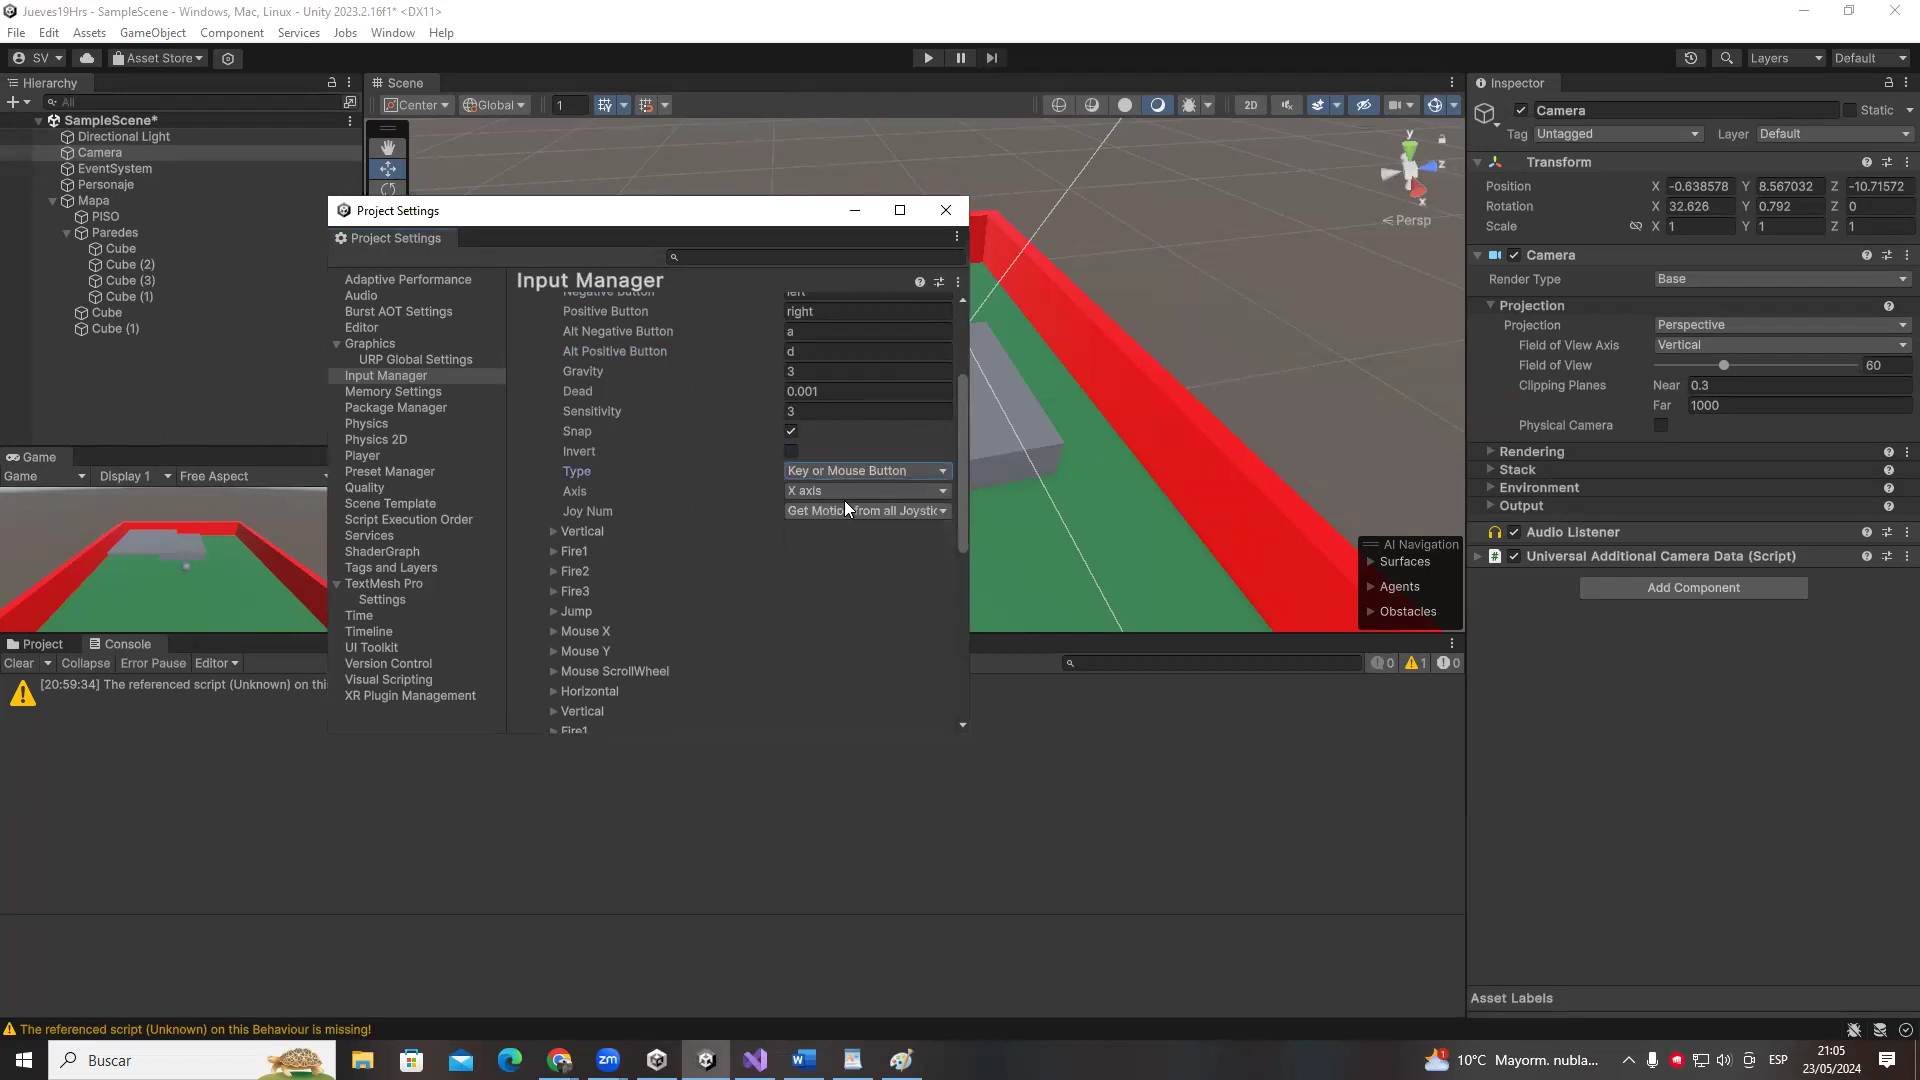 Jueves19Hrs - SampleScene - Windows, Mac, Linux - Unity 2023.2.16f1* <DX11>
File Edit Assets GameObject Component Services Jobs Window Help
SV Asset Store Layers Default
Hierarchy
All
SampleScene*
Directional Light
Camera
EventSystem
Personaje
Mapa
PISO
Paredes
Cube
Cube (2)
Cube (3)
Cube (1)
Cube
Cube (1)
Scene
Center Global 1 2D
y
z
x
Persp
AI Navigation
Surfaces
Agents
Obstacles
Game
Game Display 1 Free Aspect
Project Console
Clear Collapse Error Pause Editor 0 1 0
[20:59:34] The referenced script (Unknown) on thi
Project Settings
Project Settings
Adaptive Performance
Audio
Burst AOT Settings
Editor
Graphics
URP Global Settings
Input Manager
Memory Settings
Package Manager
Physics
Physics 2D
Player
Preset Manager
Quality
Scene Template
Script Execution Order
Services
ShaderGraph
Tags and Layers
TextMesh Pro
Settings
Time
Timeline
UI Toolkit
Version Control
Visual Scripting
XR Plugin Management
Input Manager
Negative Button left
Positive Button right
Alt Negative Button a
Alt Positive Button d
Gravity 3
Dead 0.001
Sensitivity 3
Snap
Invert
Type Key or Mouse Button
Axis X axis
Joy Num Get Motion from all Joystic
Vertical
Fire1
Fire2
Fire3
Jump
Mouse X
Mouse Y
Mouse ScrollWheel
Horizontal
Vertical
Fire1
Inspector
Camera Static
Tag Untagged Layer Default
Transform
Position X -0.638578 Y 8.567032 Z -10.71572
Rotation X 32.626 Y 0.792 Z 0
Scale X 1 Y 1 Z 1
Camera
Render Type Base
Projection
Projection Perspective
Field of View Axis Vertical
Field of View 60
Clipping Planes Near 0.3
Far 1000
Physical Camera
Rendering
Stack
Environment
Output
Audio Listener
Universal Additional Camera Data (Script)
Add Component
Asset Labels
The referenced script (Unknown) on this Behaviour is missing!
Buscar
10°C Mayorm. nubla... ESP 21:05
23/05/2024